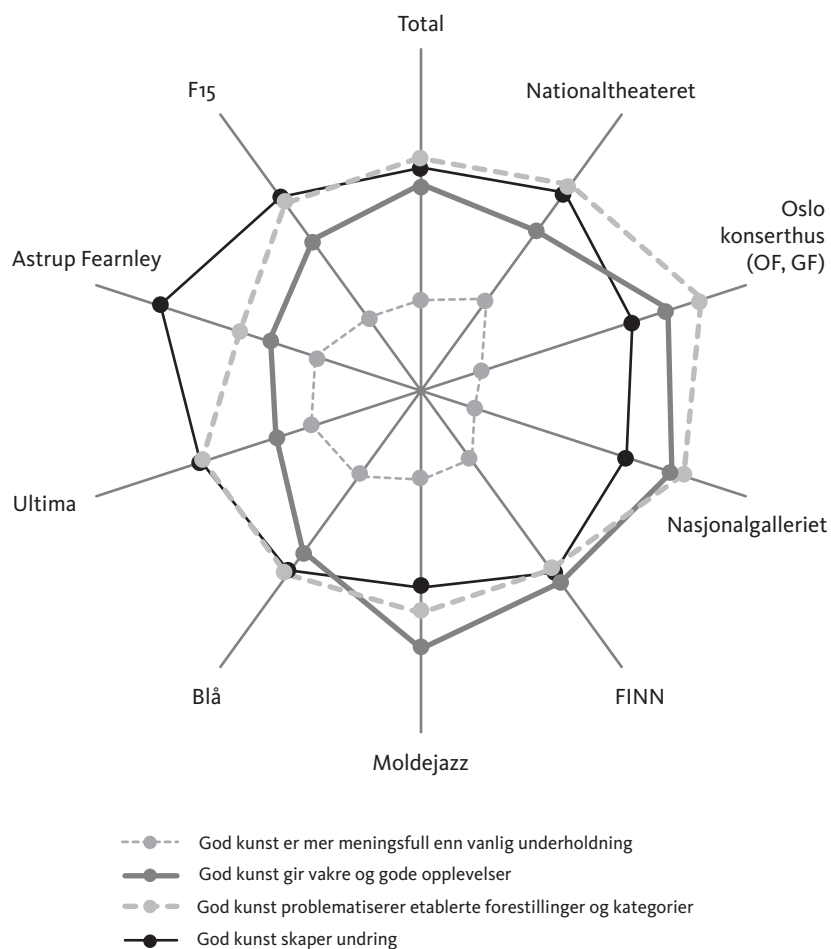 Total
F15
Nationaltheateret
Oslo
konserthus
(OF, GF)
Astrup Fearnley
Ultima
Nasjonalgalleriet
Blå
FINN
Moldejazz
God kunst er mer meningsfull enn vanlig underholdning
God kunst gir vakre og gode opplevelser
God kunst problematiserer etablerte forestillinger og kategorier
God kunst skaper undring